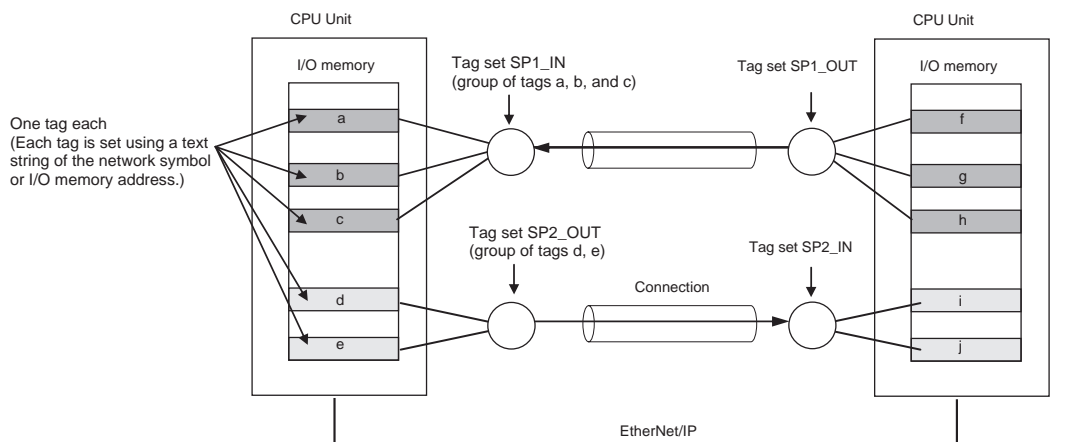 CPU Unit
CPU Unit
I/O memory
Tag set SP1_IN
(group of tags a, b, and c)
Tag set SP1_OUT
I/O memory
One tag each
(Each tag is set using a text
string of the network symbol
or I/O memory address.)
a
b
c
f
g
h
Tag set SP2_OUT
(group of tags d, e)
Tag set SP2_IN
Connection
d
e
i
j
EtherNet/IP